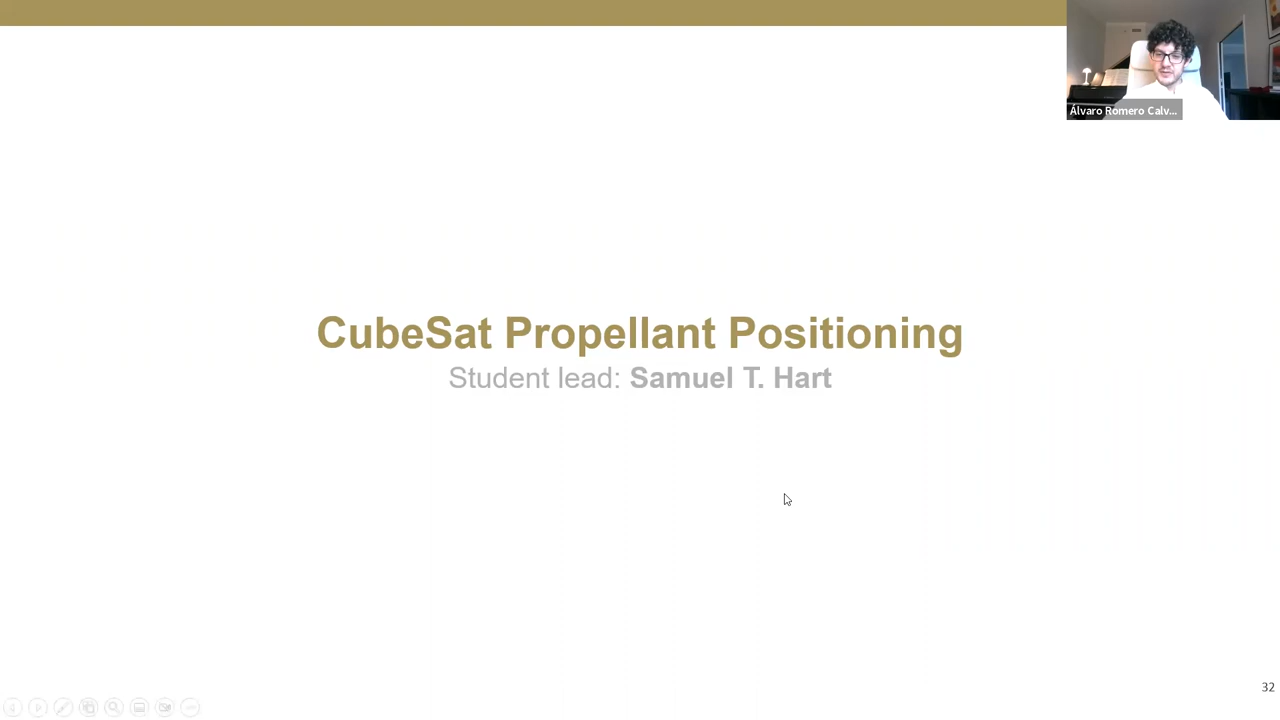 Álvaro Romero Calv...
CubeSat Propellant Positioning
Student lead: Samuel T. Hart
32